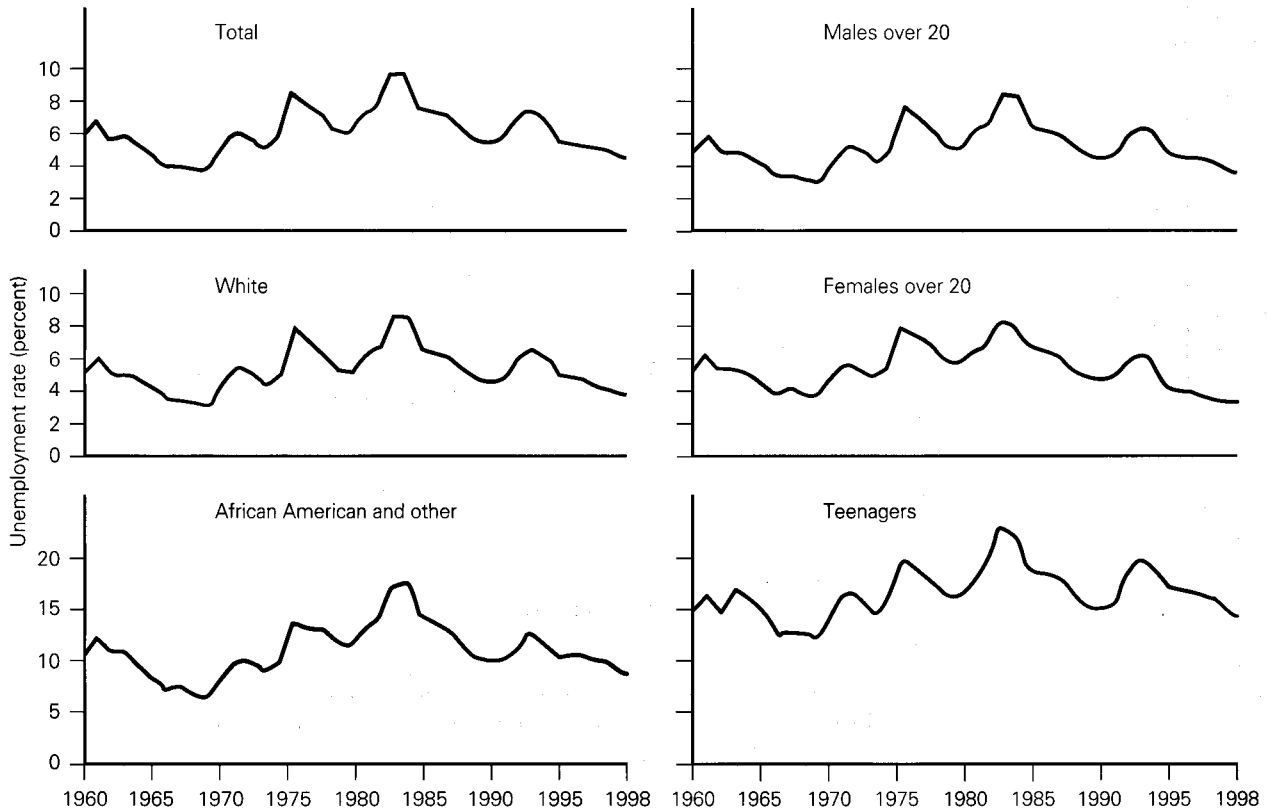 Total
10
8
6
4
2
0
Males over 20
White
10
8
6
4
2
0
Females over 20
Unemployment rate (percent)
African American and other
20
15
10
5
0
1960 1965 1970 1975 1980 1985 1990 1995 1998
Teenagers
1960 1965 1970 1975 1980 1985 1990 1995 1998